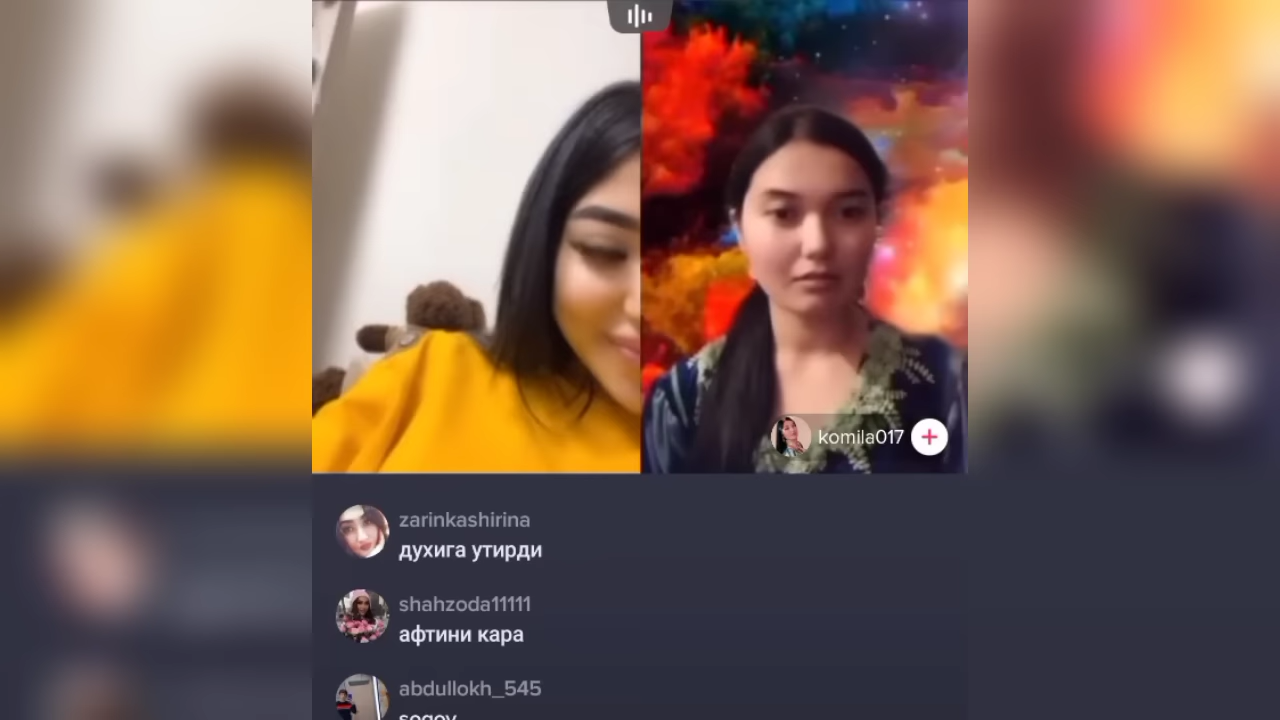 komila017
zarinkashirina
духига утирди
shahzoda11111
афтини кара
abdullokh_545